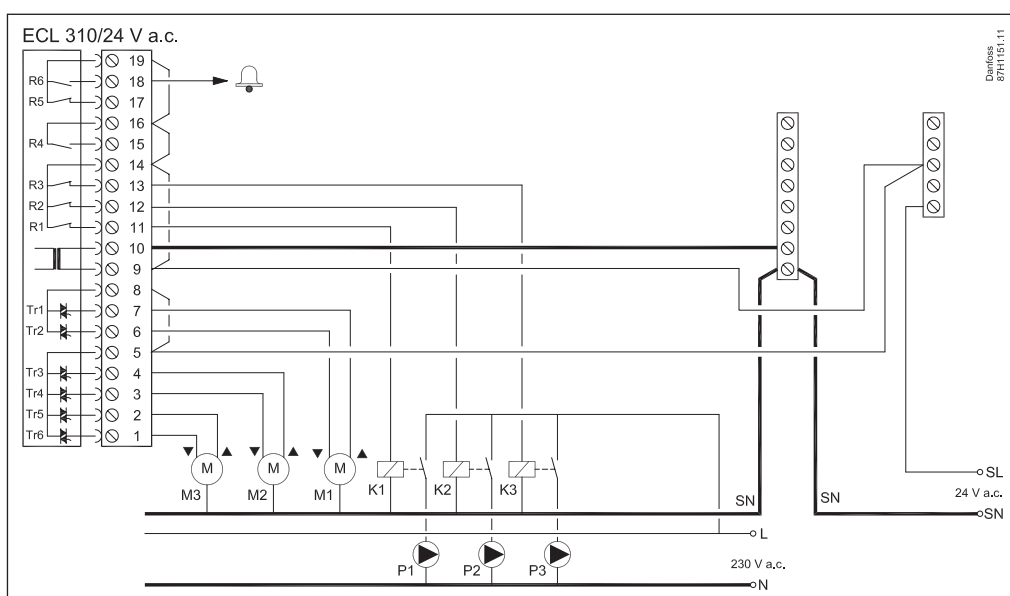 ECL 310/24 V a.c.
Danfoss
87H1151.11
19
R6 18
R5 17
16
R4 15
14
R3 13
R2 12
R1 11
10
9
8
Tr1 7
Tr2 6
5
Tr3 4
Tr4 3
Tr5 2
Tr6 1
M M M
M3 M2 M1 K1 K2 K3
SL
24 V a.c.
SN SN SN
L
P1 P2 P3
230 V a.c.
N